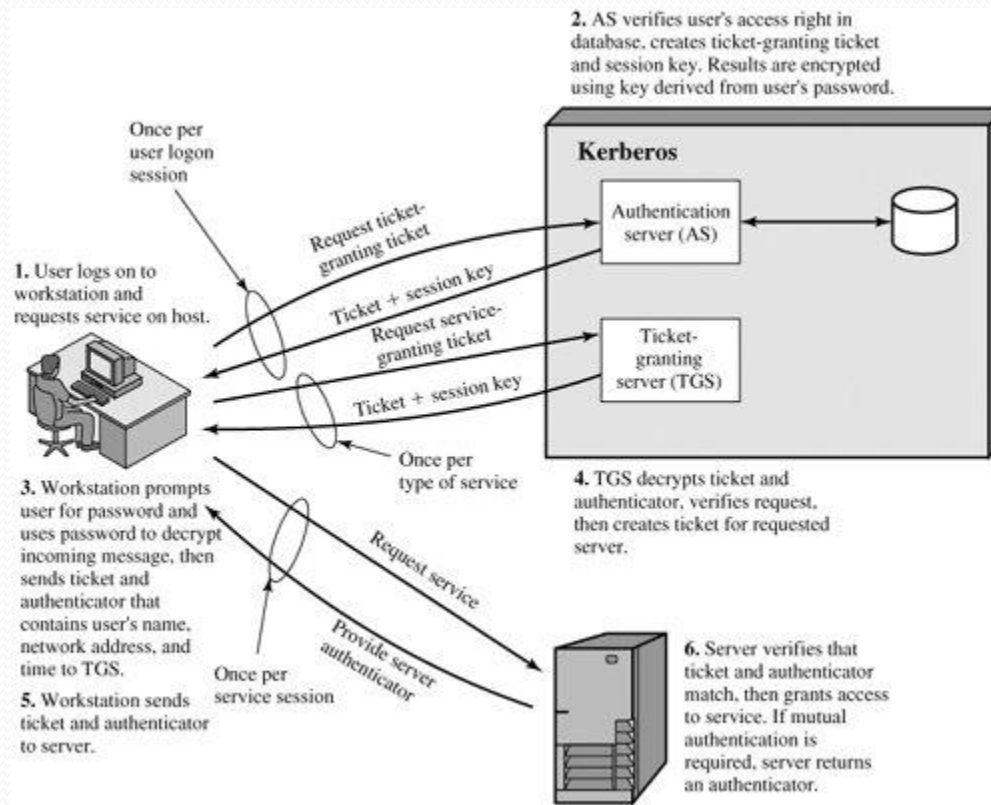 2. AS verifies user's access right in
database, creates ticket-granting ticket
and session key. Results are encrypted
using key derived from user's password.
Once per
user logon
session
Kerberos
Request ticket-
granting ticket
Authentication
server (AS)
1. User logs on to
workstation and
requests service on host.
Ticket + session key
Request service-
granting ticket
Ticket-
granting
server (TGS)
Ticket + session key
Once per
type of service
3. Workstation prompts
user for password and
uses password to decrypt
incoming message, then
sends ticket and
authenticator that
contains user's name,
network address, and
time to TGS.
4. TGS decrypts ticket and
authenticator, verifies request,
then creates ticket for requested
server.
Request service
Provide server
authenticator
Once per
service session
5. Workstation sends
ticket and authenticator
to server.
6. Server verifies that
ticket and authenticator
match, then grants access
to service. If mutual
authentication is
required, server returns
an authenticator.